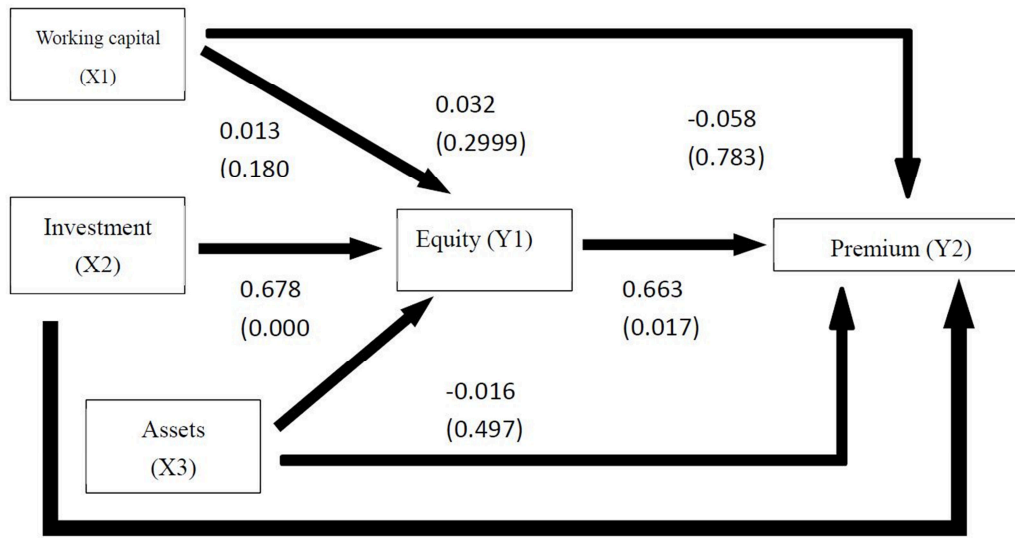 Working capital
(X1)
0.013
(0.180
0.032
(0.2999)
-0.058
(0.783)
Investment
(X2)
Equity (Y1)
Premium (Y2)
0.678
(0.000
0.663
(0.017)
Assets
(X3)
-0.016
(0.497)